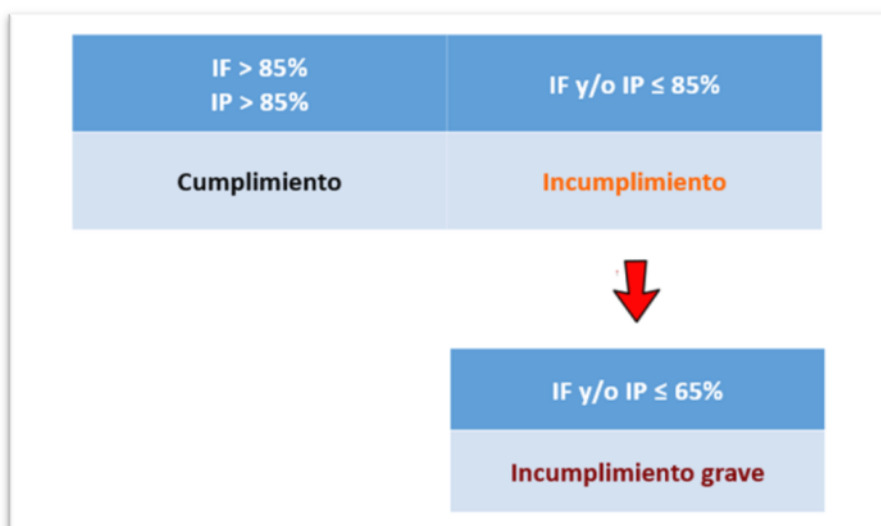 IF > 85%
IP > 85%
IF y/o IP ≤ 85%
Cumplimiento
Incumplimiento
IF y/o IP ≤ 65%
Incumplimiento grave